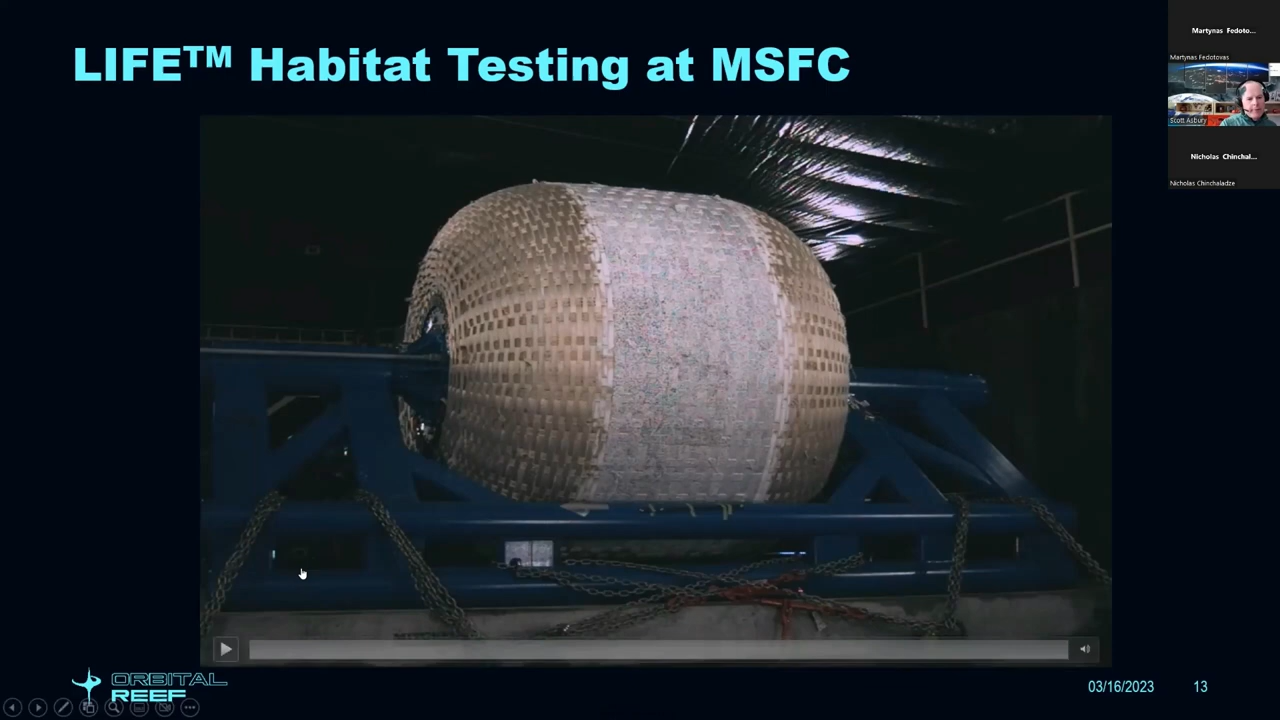 LIFE™ Habitat Testing at MSFC
Martynas Fedoto...
Martynas Fedotovas
Scott Asbury
Nicholas Chinchal...
Nicholas Chinchaladze
ORBITAL
REEF
03/16/2023
13